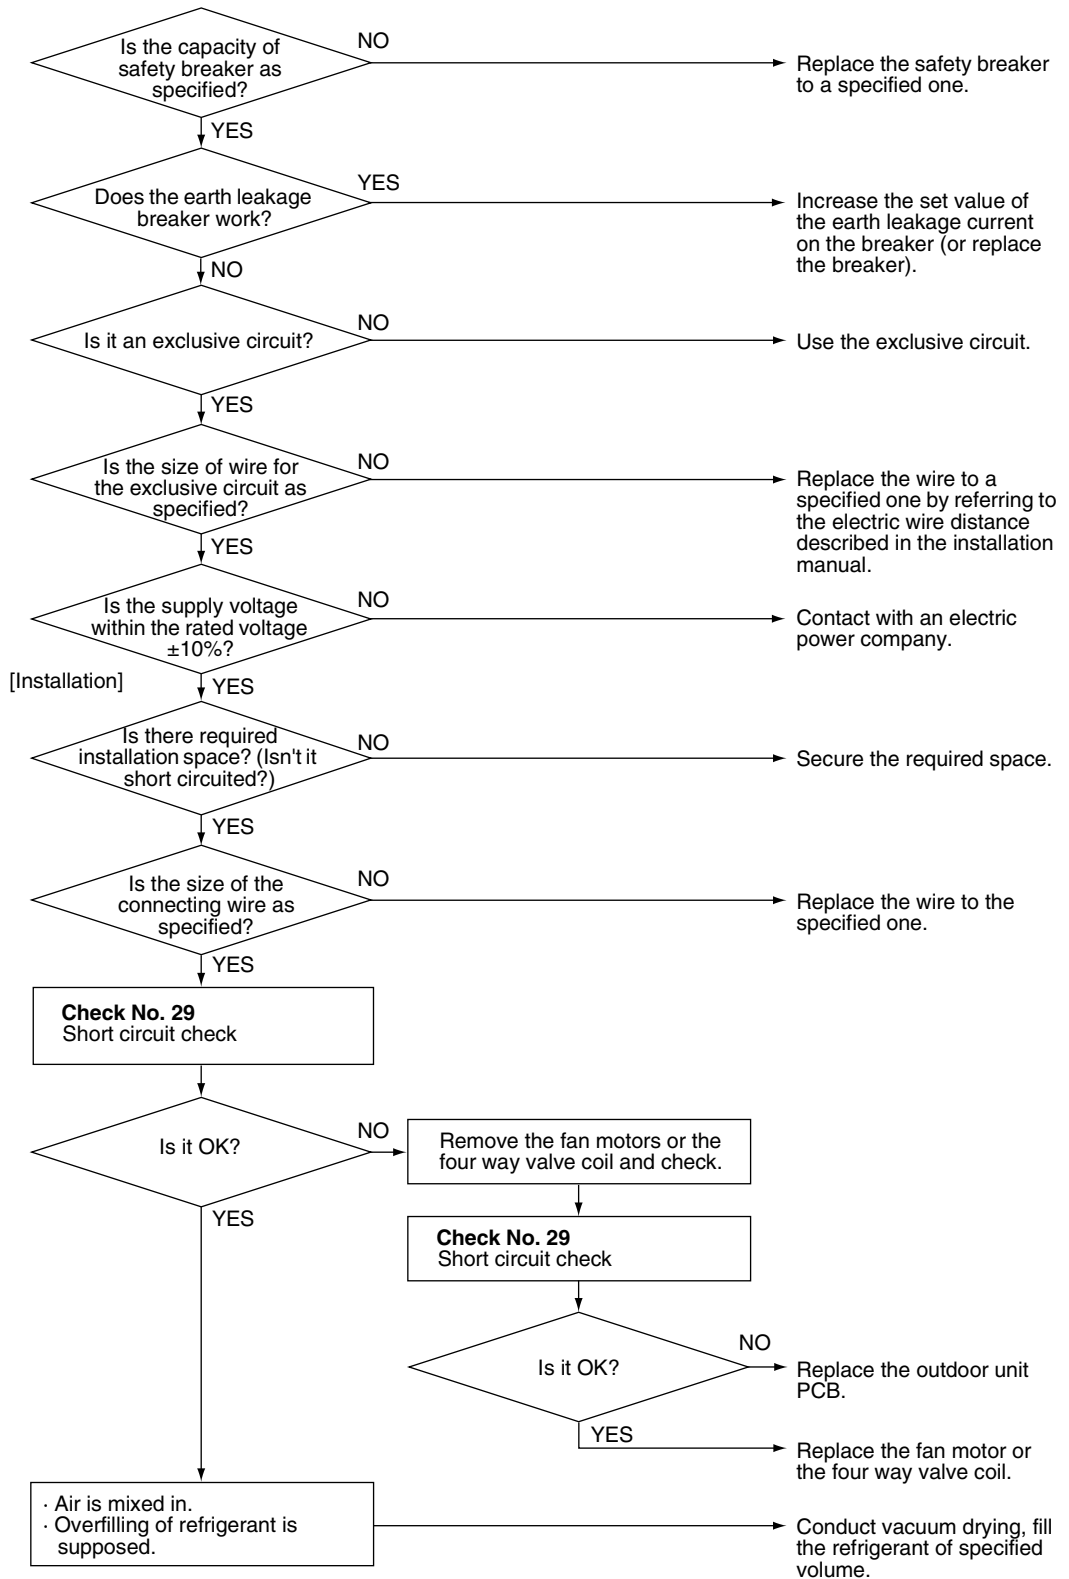 Is the capacity of
safety breaker as
specified?
NO
Replace the safety breaker
to a specified one.
YES
Does the earth leakage
breaker work?
YES
Increase the set value of
the earth leakage current
on the breaker (or replace
the breaker).
NO
Is it an exclusive circuit?
NO
Use the exclusive circuit.
YES
Is the size of wire for
the exclusive circuit as
specified?
NO
Replace the wire to a
specified one by referring to
the electric wire distance
described in the installation
manual.
YES
Is the supply voltage
within the rated voltage
±10%?
NO
Contact with an electric
power company.
[Installation]
YES
Is there required
installation space? (Isn't it
short circuited?)
NO
Secure the required space.
YES
Is the size of the
connecting wire as
specified?
NO
Replace the wire to the
specified one.
YES
Check No. 29
Short circuit check
Is it OK?
NO
Remove the fan motors or the
four way valve coil and check.
YES
Check No. 29
Short circuit check
Is it OK?
NO
Replace the outdoor unit
PCB.
YES
Replace the fan motor or
the four way valve coil.
· Air is mixed in.
· Overfilling of refrigerant is
supposed.
Conduct vacuum drying, fill
the refrigerant of specified
volume.